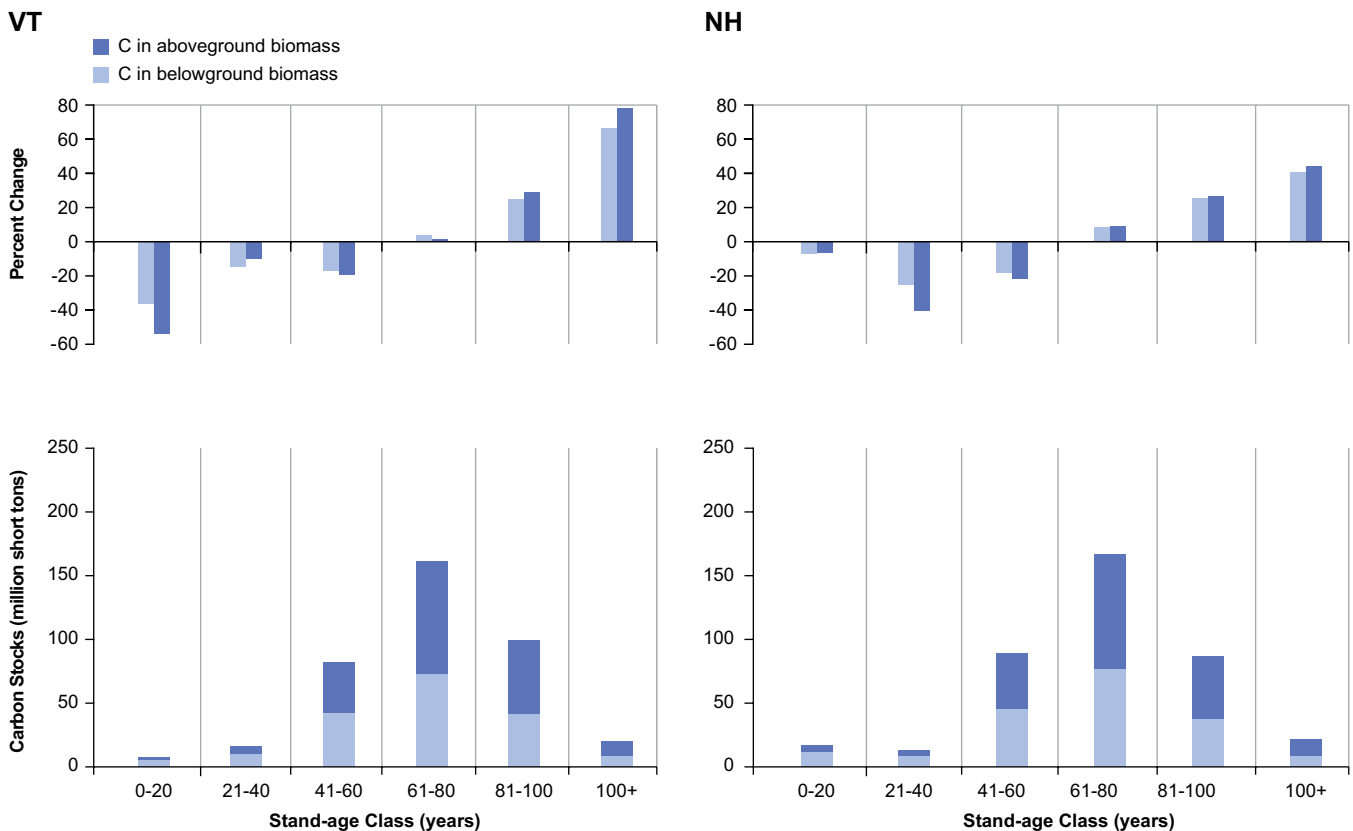 VT
C in aboveground biomass
C in belowground biomass
Percent Change
80
60
40
20
0
-20
-40
-60
Carbon Stocks (million short tons)
250
200
150
100
50
0
0-20 21-40 41-60 61-80 81-100 100+
Stand-age Class (years)
NH
80
60
40
20
0
-20
-40
-60
250
200
150
100
50
0
0-20 21-40 41-60 61-80 81-100 100+
Stand-age Class (years)